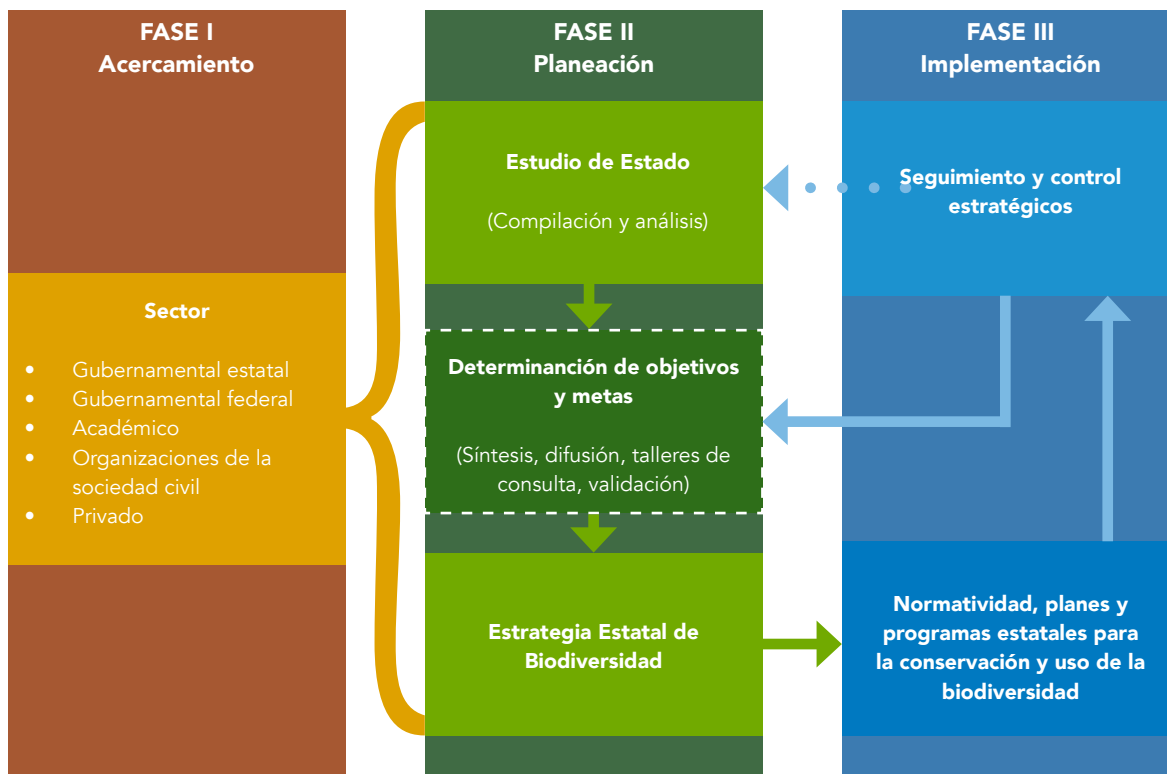 FASE I
Acercamiento
Sector
• Gubernamental estatal
• Gubernamental federal
• Académico
• Organizaciones de la
sociedad civil
• Privado
FASE II
Planeación
Estudio de Estado
(Compilación y análisis)
Determinanción de objetivos
y metas
(Síntesis, difusión, talleres de
consulta, validación)
Estrategia Estatal de
Biodiversidad
FASE III
Implementación
Seguimiento y control
estratégicos
Normatividad, planes y
programas estatales para
la conservación y uso de la
biodiversidad